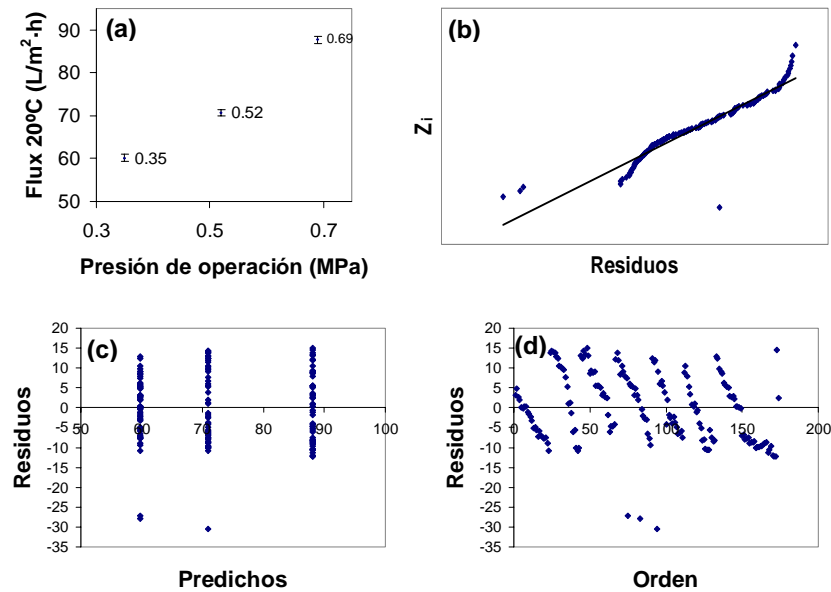 (a)
Flux 20ºC (L/m²·h)
90
80
70
60
50
0.69
0.52
0.35
0.3 0.5 0.7
Presión de operación (MPa)
(b)
Zi
Residuos
(c)
Residuos
20
15
10
5
0
-5
-10
-15
-20
-25
-30
-35
50 60 70 80 90 100
Predichos
(d)
Residuos
20
15
10
5
0
-5
-10
-15
-20
-25
-30
-35
0 50 100 150 200
Orden